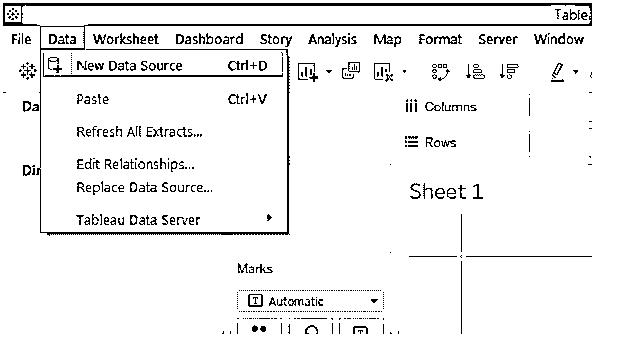 Table
File Data Worksheet Dashboard Story Analysis Map Format Server Window
New Data Source Ctrl+D
Paste Ctrl+V
Refresh All Extracts...
Edit Relationships...
Replace Data Source...
Tableau Data Server
Da
Dir
Columns
Rows
Sheet 1
Marks
Automatic